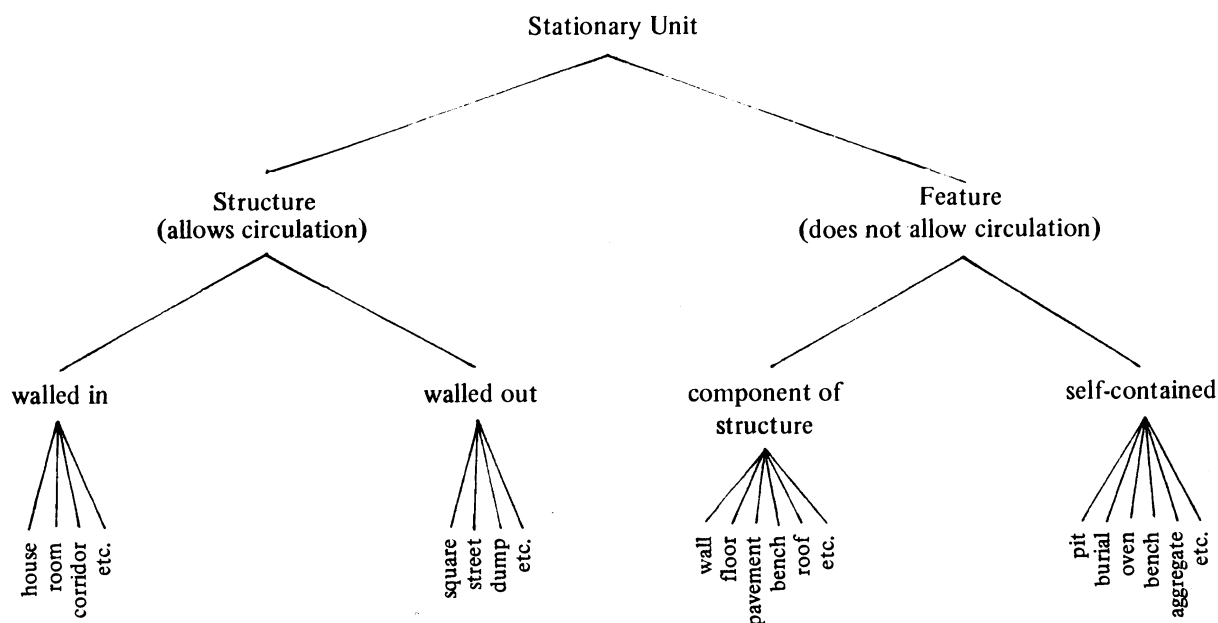 Stationary Unit
Structure
(allows circulation)
Feature
(does not allow circulation)
walled in
walled out
component of
structure
self-contained
house
room
corridor
etc.
square
street
dump
etc.
wall
floor
pavement
bench
roof
etc.
pit
burial
oven
bench
aggregate
etc.